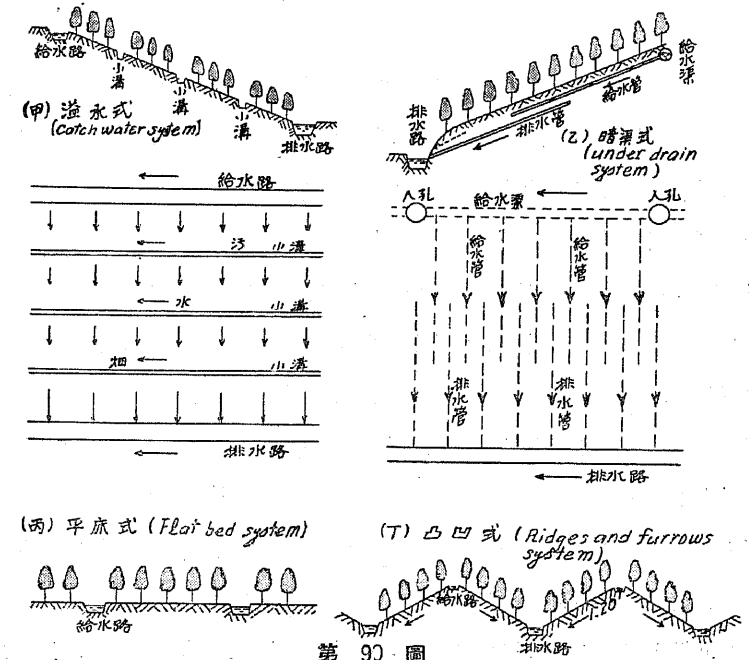 給水路
小溝
小溝
小溝
排水路
(甲) 溢水式
(Catch water system)
給水渠
給水管
排水管
排水路
(乙) 暗渠式
(under drain
system)
給水路
污 小溝
水 小溝
畑 小溝
排水路
人孔
給水渠
人孔
給水管
給水管
排水管
排水管
排水路
(丙) 平床式 (Flat bed system)
給水路
(丁) 凸凹式 (Ridges and furrows
system)
給水路
1:20
排水路
第 90 圖